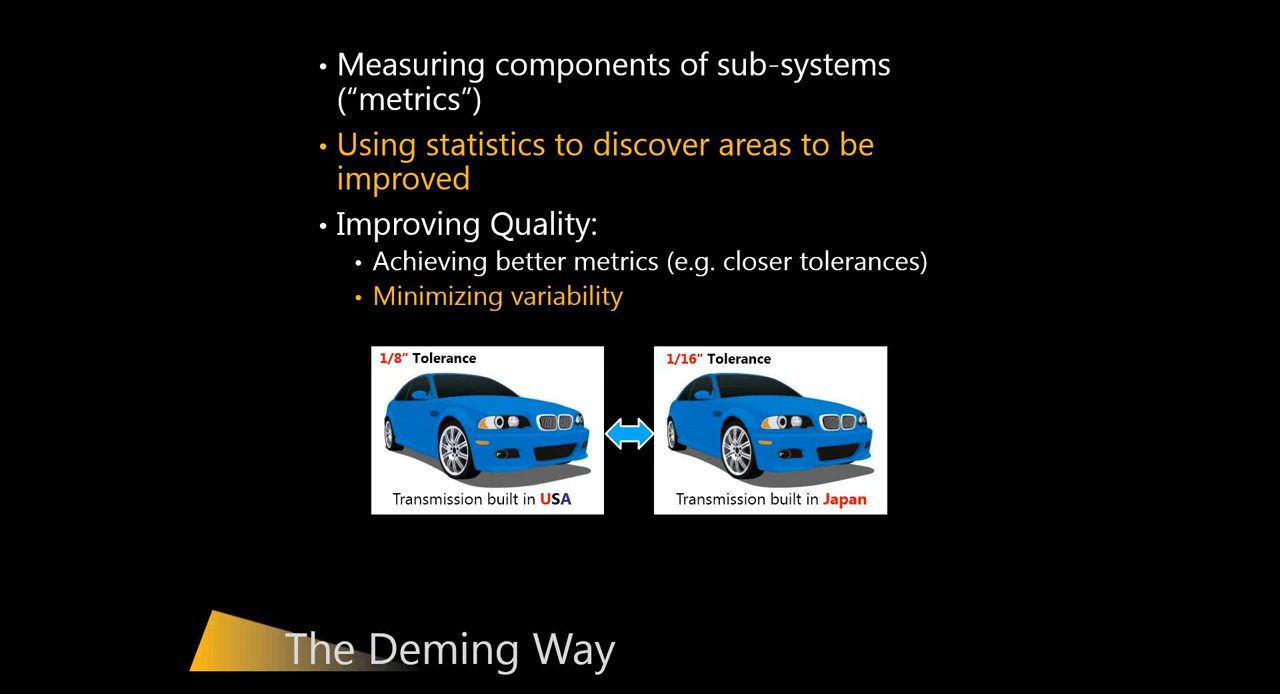 • Measuring components of sub-systems
(“metrics”)
• Using statistics to discover areas to be
improved
• Improving Quality:
• Achieving better metrics (e.g. closer tolerances)
• Minimizing variability
1/8” Tolerance
Transmission built in USA
1/16” Tolerance
Transmission built in Japan
The Deming Way